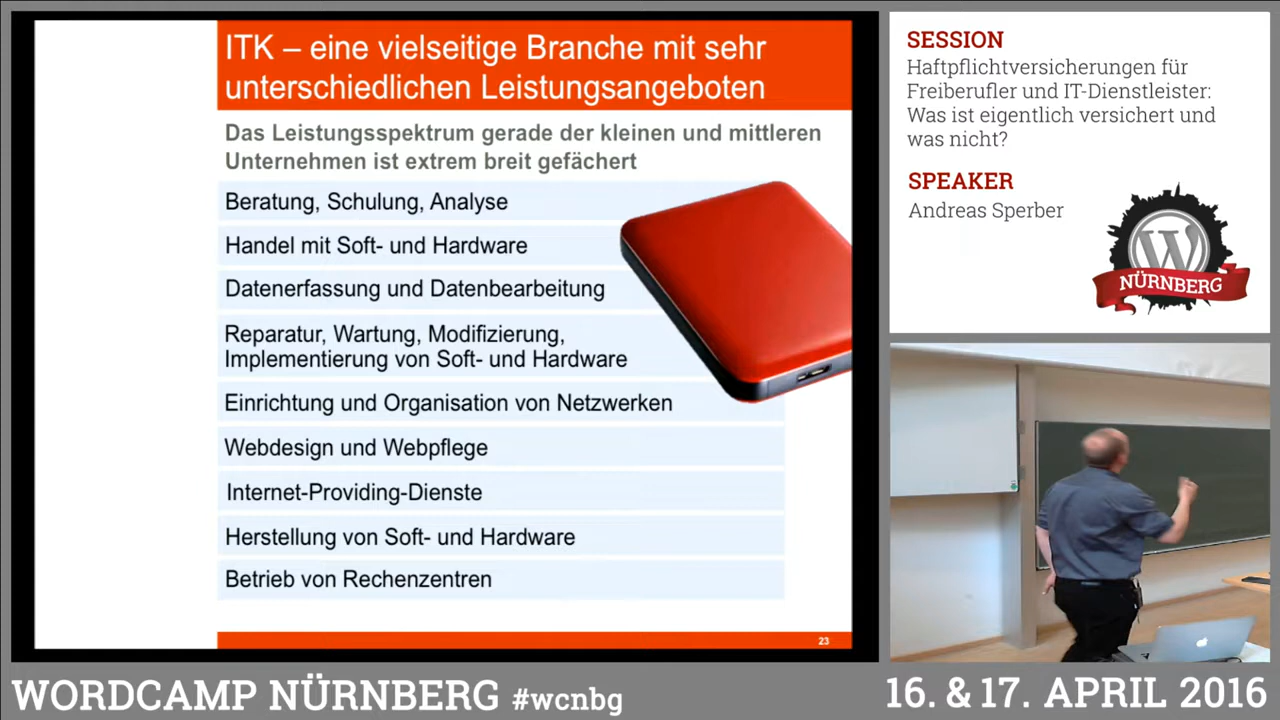 ITK – eine vielseitige Branche mit sehr
unterschiedlichen Leistungsangeboten
Das Leistungsspektrum gerade der kleinen und mittleren
Unternehmen ist extrem breit gefächert
Beratung, Schulung, Analyse
Handel mit Soft- und Hardware
Datenerfassung und Datenbearbeitung
Reparatur, Wartung, Modifizierung,
Implementierung von Soft- und Hardware
Einrichtung und Organisation von Netzwerken
Webdesign und Webpflege
Internet-Providing-Dienste
Herstellung von Soft- und Hardware
Betrieb von Rechenzentren
23
SESSION
Haftpflichtversicherungen für
Freiberufler und IT-Dienstleister:
Was ist eigentlich versichert und
was nicht?
SPEAKER
Andreas Sperber
W
NÜRNBERG
WORDCAMP NÜRNBERG #wcnbg
16. & 17. APRIL 2016